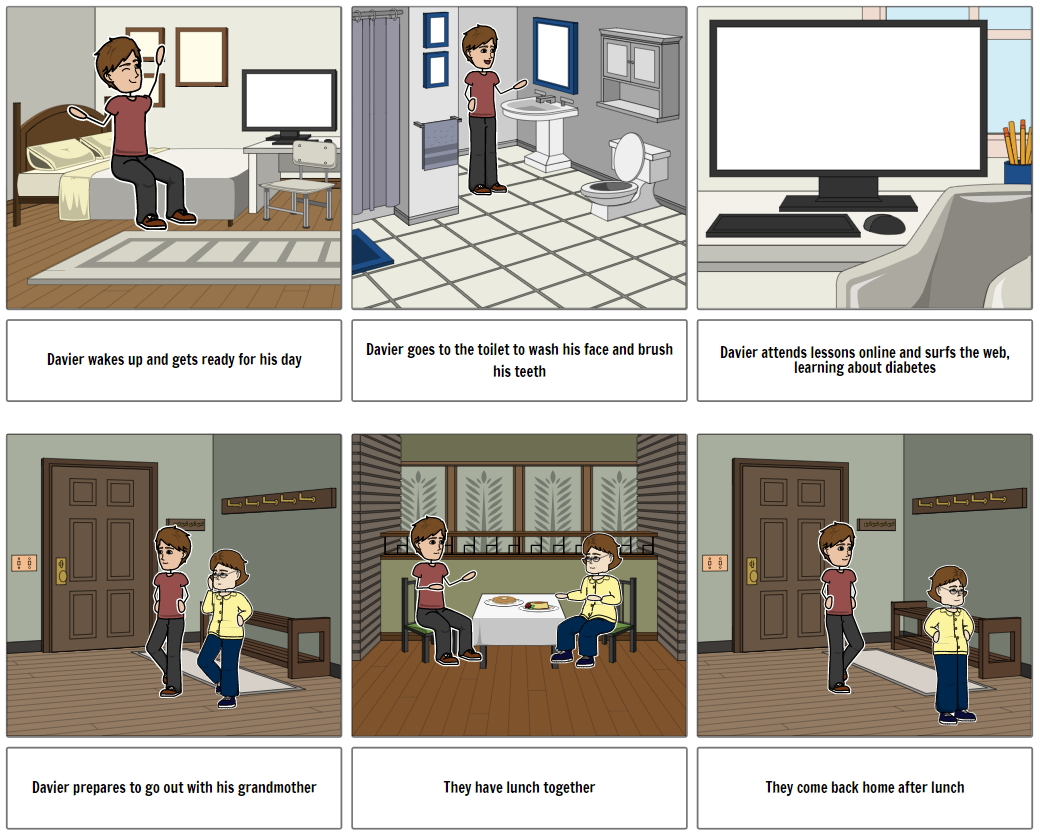 Davier wakes up and gets ready for his day
Davier goes to the toilet to wash his face and brush
his teeth
Davier attends lessons online and surfs the web,
learning about diabetes
Davier prepares to go out with his grandmother
They have lunch together
They come back home after lunch